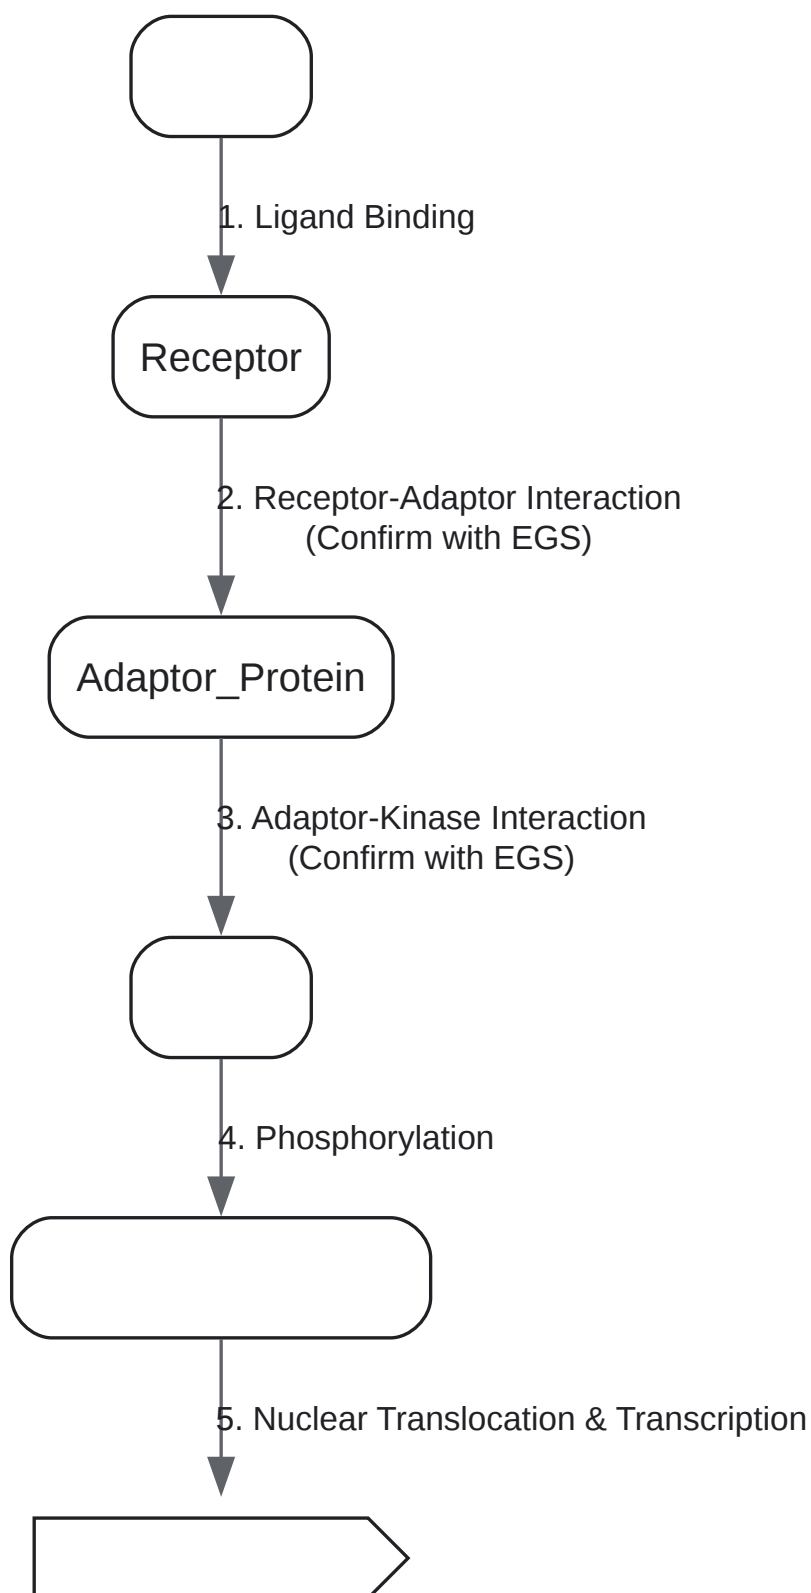 1. Ligand Binding
Receptor
2. Receptor-Adaptor Interaction
(Confirm with EGS)
Adaptor_Protein
3. Adaptor-Kinase Interaction
(Confirm with EGS)
4. Phosphorylation
5. Nuclear Translocation & Transcription